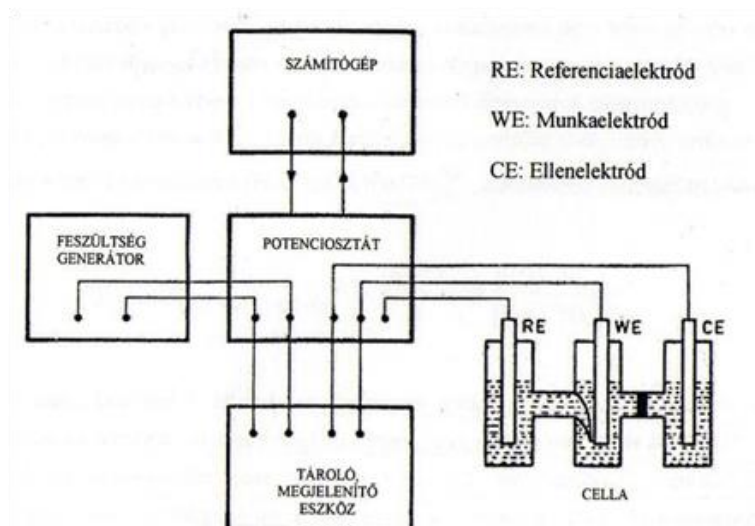 SZÁMÍTÓGÉP
RE: Referenciaelektród
WE: Munkaelektród
CE: Ellenelektród
FESZÜLTSÉG
GENERÁTOR
POTENCIOSZTÁT
RE
WE
CE
TÁROLÓ,
MEGJELENÍTŐ
ESZKÖZ
CELLA